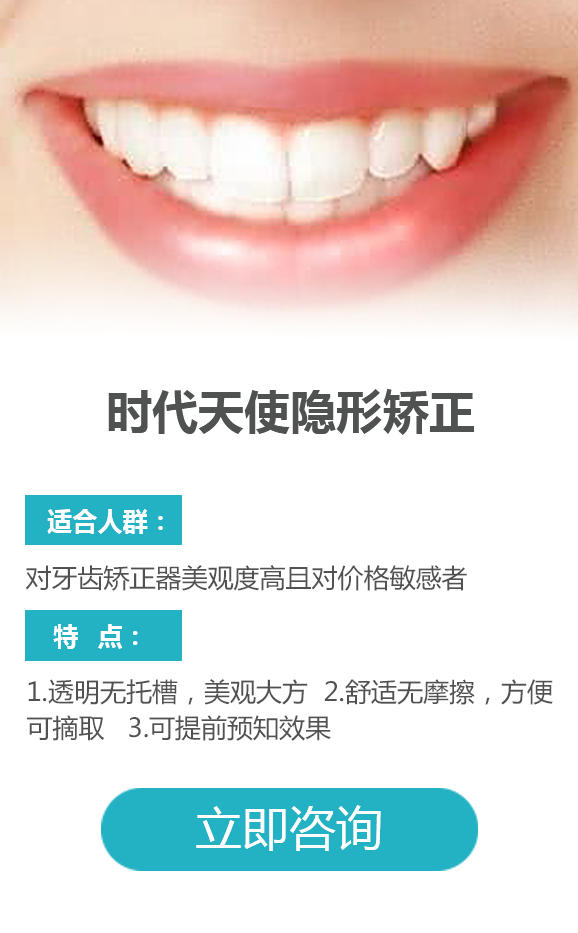 时代天使隐形矫正
适合人群：
对牙齿矫正器美观度高且对价格敏感者
特 点：
1.透明无托槽，美观大方 2.舒适无摩擦，方便
可摘取 3.可提前预知效果
立即咨询